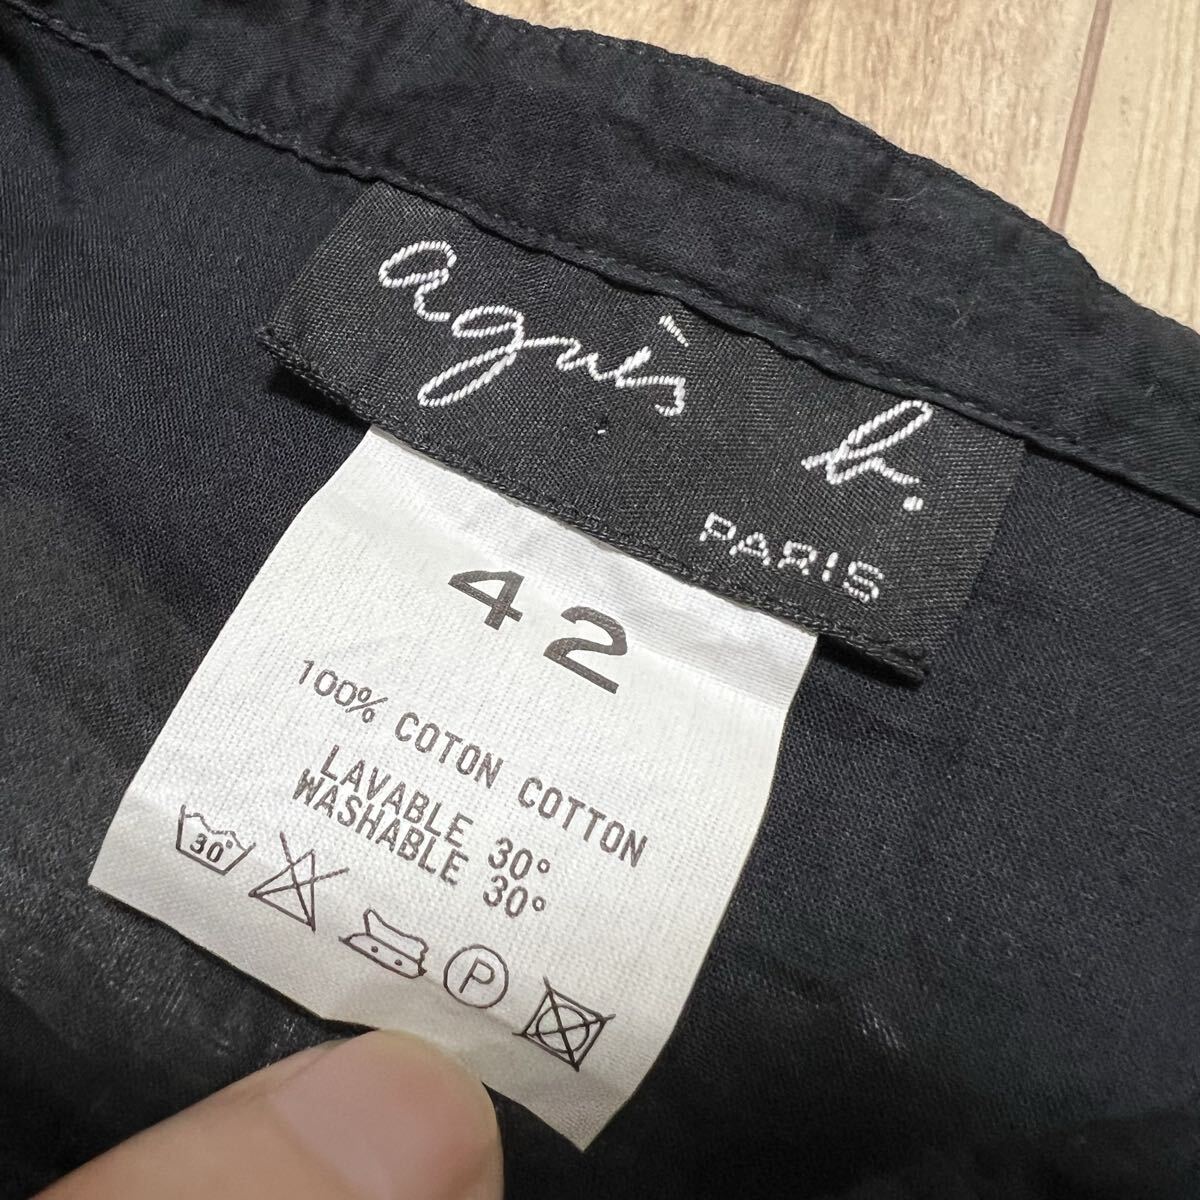 agnès b.
PARIS
42
100% COTON COTTON
LAVABLE 30°
WASHABLE 30°
30°
P